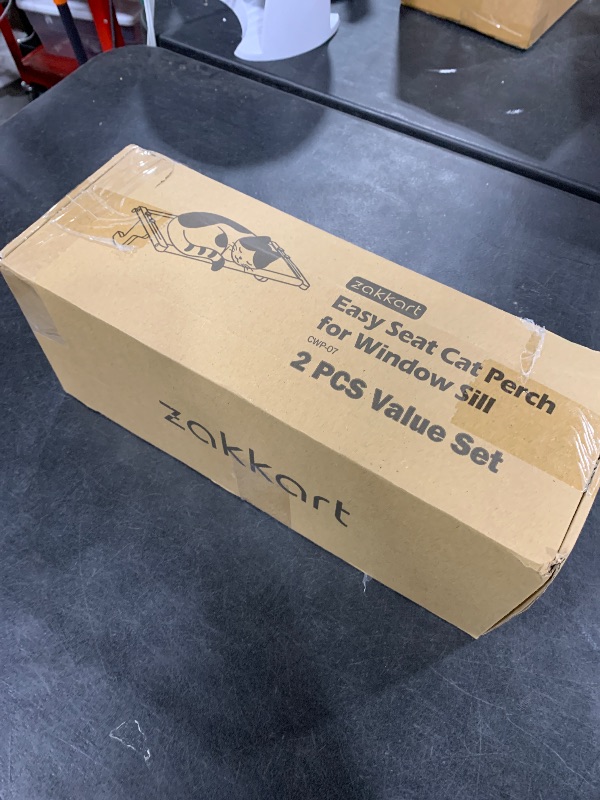 zakkart
Easy Seat Cat Perch
for Window Sill
CWP-07
2 PCS Value Set
zakkart